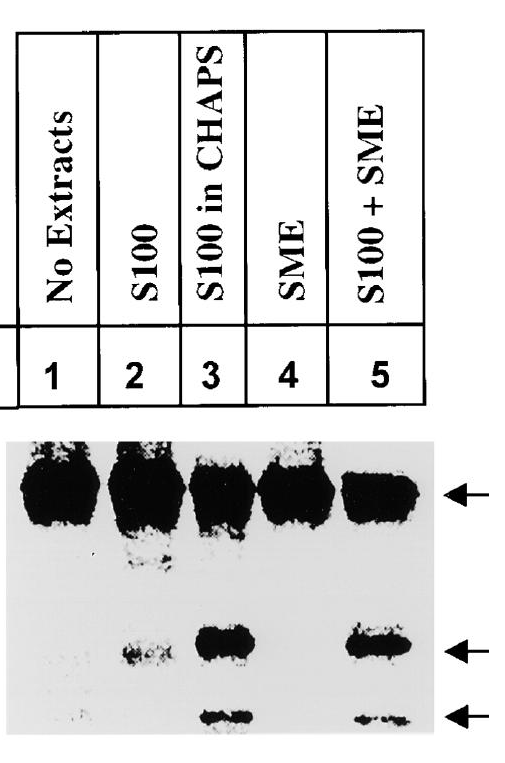 No Extracts
S100
S100 in CHAPS
SME
S100 + SME
1 2 3 4 5